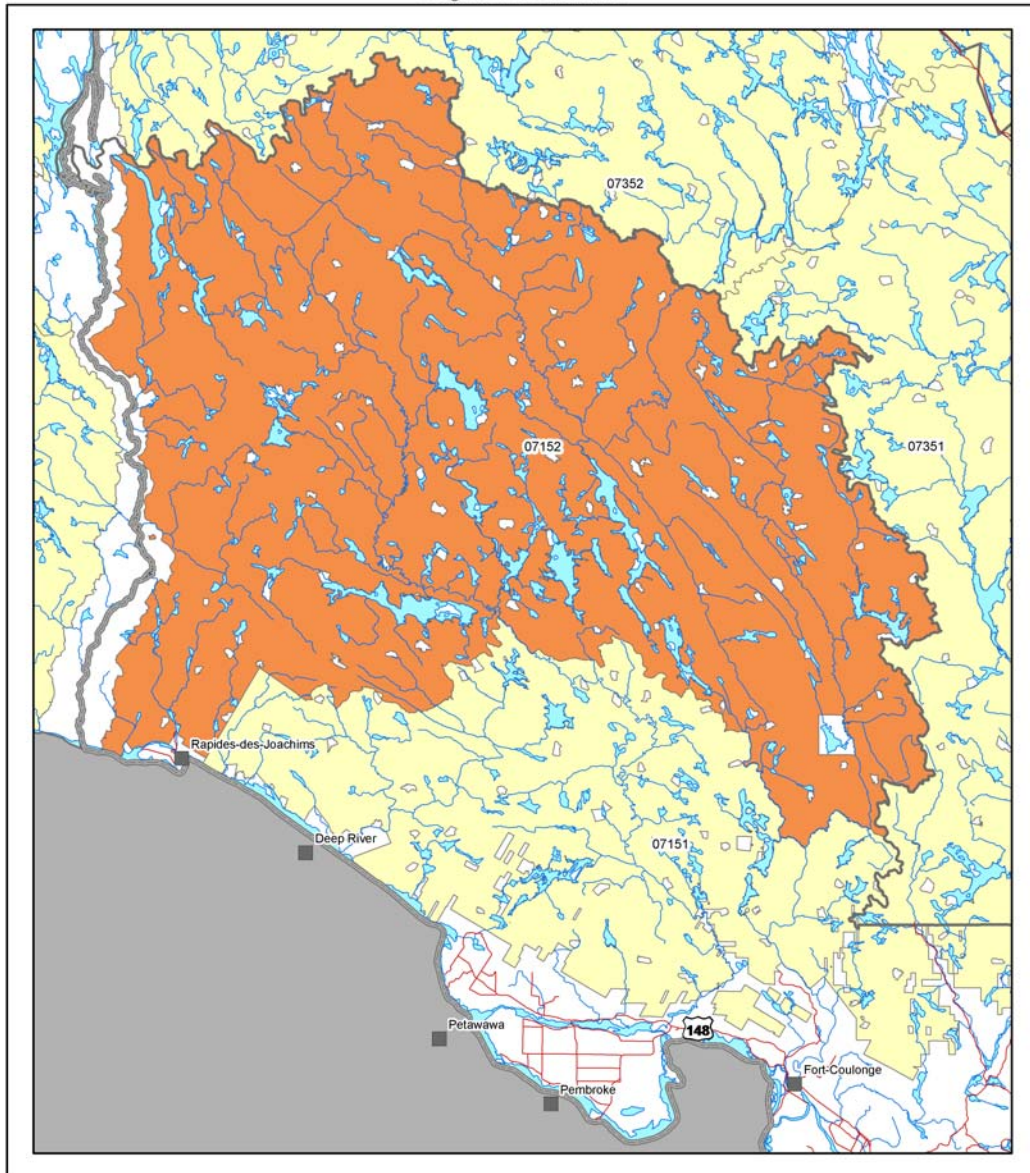 07352
07351
07152
Rapides-des-Joachims
Deep River
07151
Petawawa
148
Fort-Coulonge
Pembroke